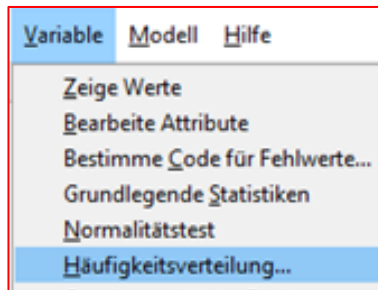 Variable Modell Hilfe
Zeige Werte
Bearbeite Attribute
Bestimme Code für Fehlwerte...
Grundlegende Statistiken
Normalitätstest
Häufigkeitsverteilung...